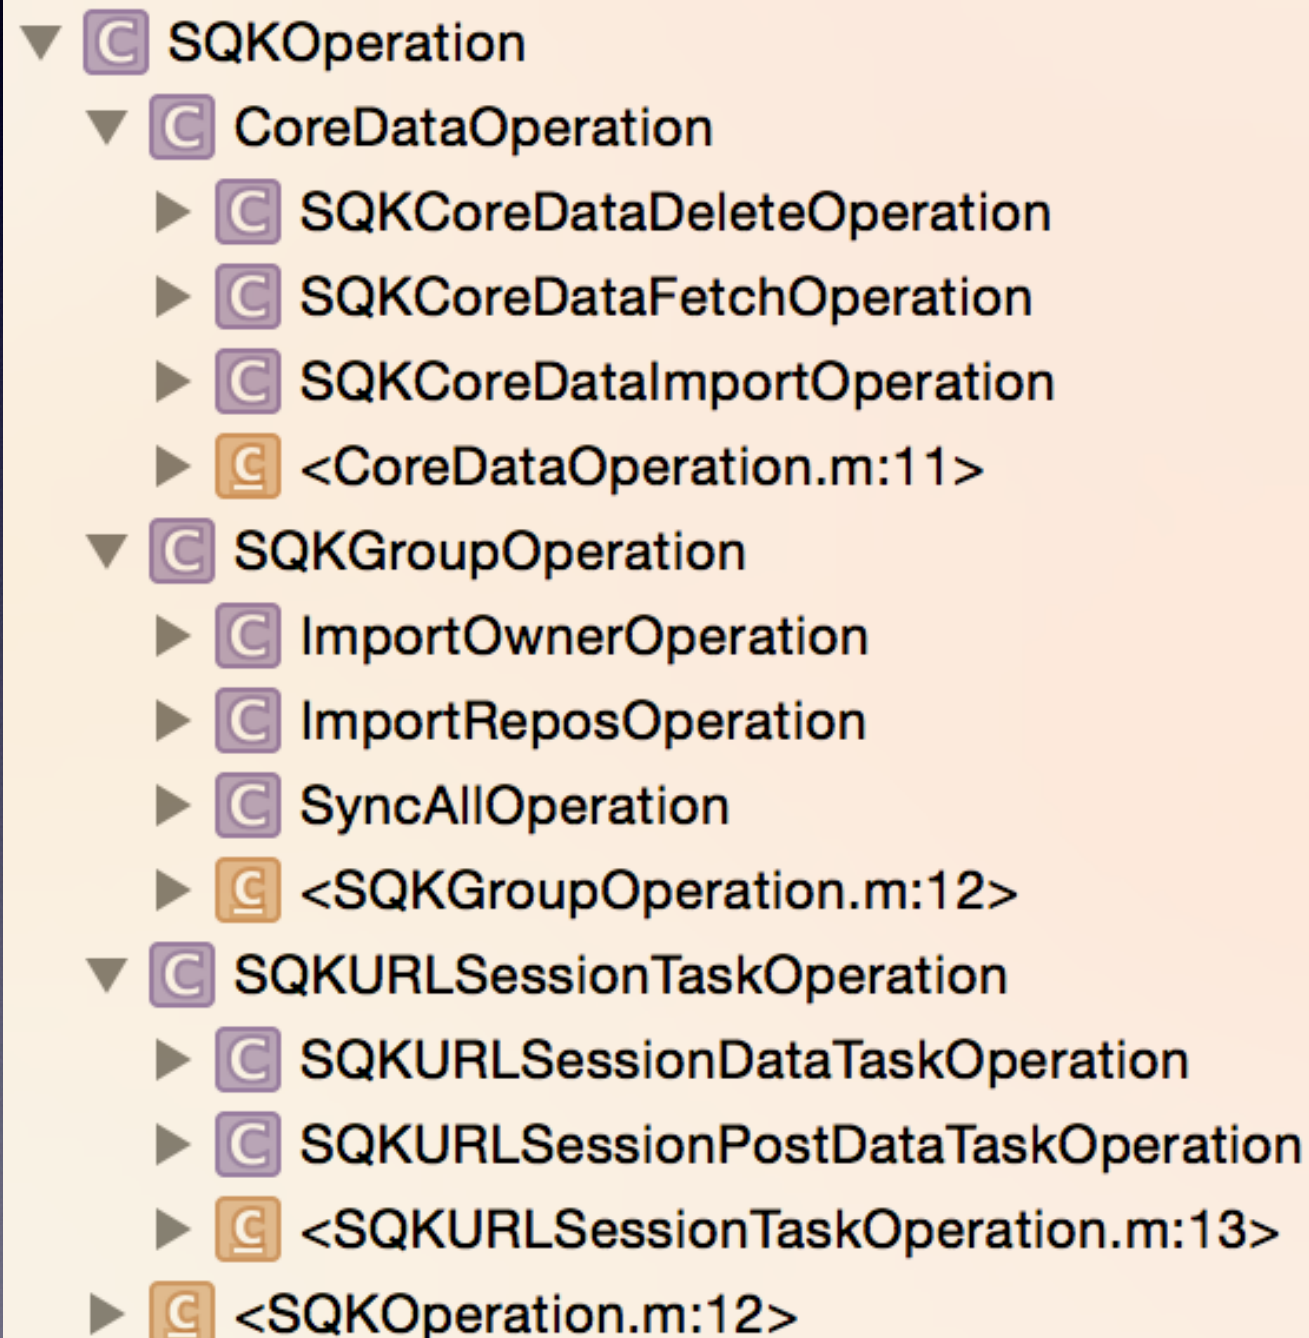 C SQKOperation
C CoreDataOperation
C SQKCoreDataDeleteOperation
C SQKCoreDataFetchOperation
C SQKCoreDataImportOperation
C <CoreDataOperation.m:11>
C SQKGroupOperation
C ImportOwnerOperation
C ImportReposOperation
C SyncAllOperation
C <SQKGroupOperation.m:12>
C SQKURLSessionTaskOperation
C SQKURLSessionDataTaskOperation
C SQKURLSessionPostDataTaskOperation
C <SQKURLSessionTaskOperation.m:13>
C <SQKOperation.m:12>